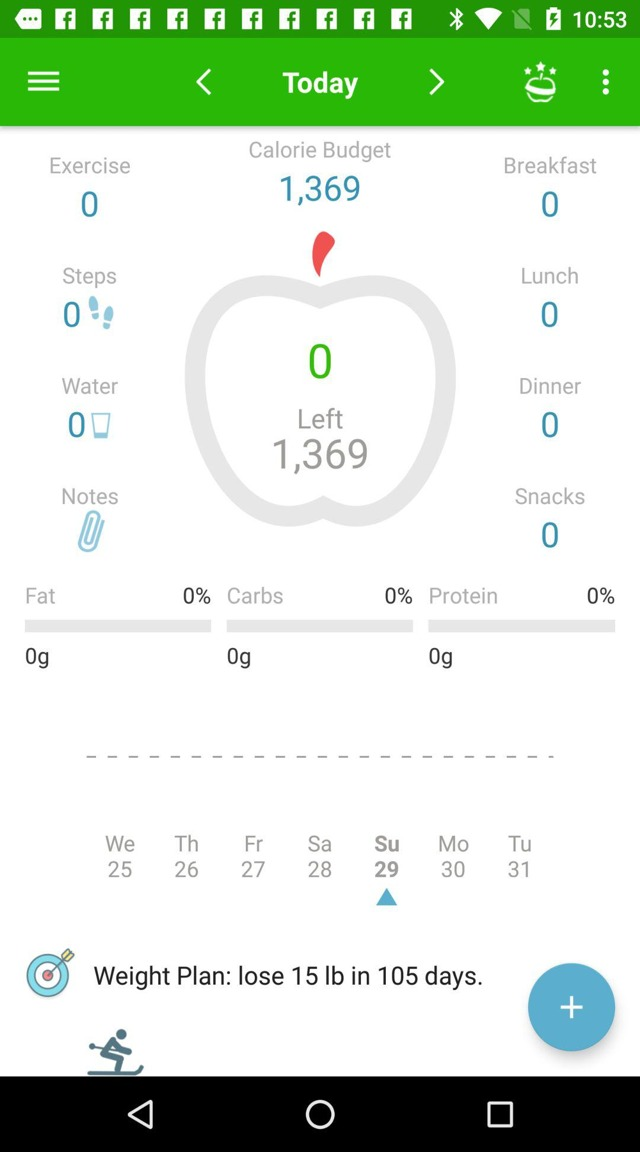 10:53
Today
Calorie Budget
1,369
Exercise
0
Steps
0
Water
0
Notes
Breakfast
0
Lunch
0
Dinner
0
Snacks
0
0
Left
1,369
Fat 0%
0g
Carbs 0%
0g
Protein 0%
0g
We Th Fr Sa Su Mo Tu
25 26 27 28 29 30 31
Weight Plan: lose 15 lb in 105 days.
+